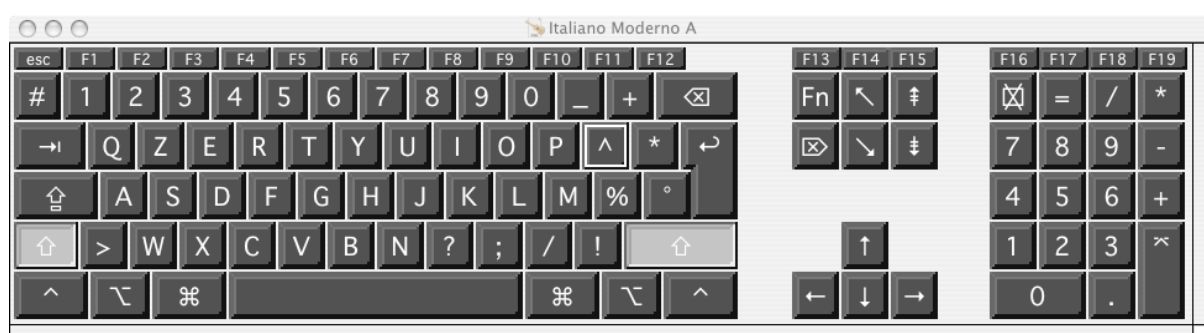 Italiano Moderno A
esc F1 F2 F3 F4 F5 F6 F7 F8 F9 F10 F11 F12 F13 F14 F15 F16 F17 F18 F19
# 1 2 3 4 5 6 7 8 9 0 _ + ⌫ Fn ↖ ⇞ = / *
⇥ Q Z E R T Y U I O P ^ * ↩ ⌦ ↘ ⇟ 7 8 9 -
⇪ A S D F G H J K L M % ° 4 5 6 +
⇧ > W X C V B N ? ; / ! ⇧ ↑ 1 2 3 ⌤
^ ⌥ ⌘ ⌘ ⌥ ^ ← ↓ → 0 .